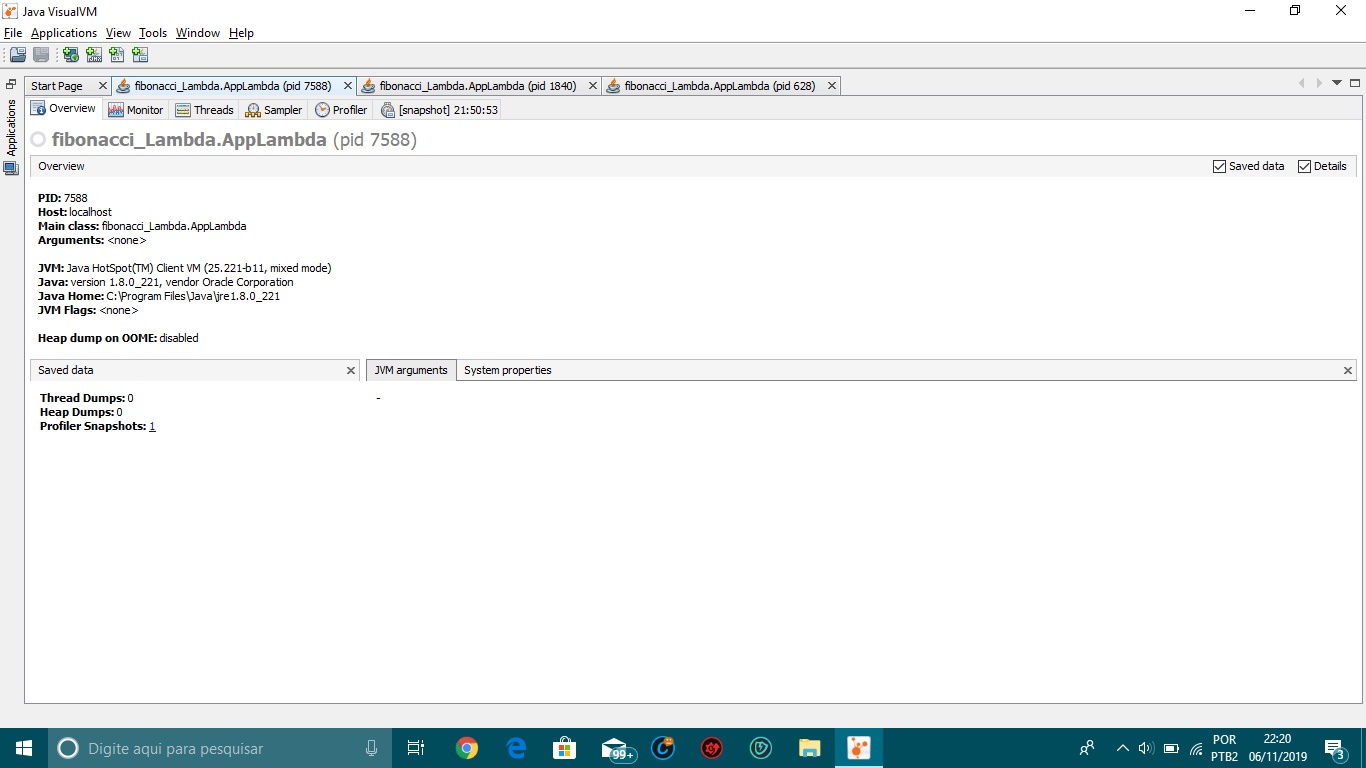 Java VisualVM
File Applications View Tools Window Help
Applications
Start Page fibonacci_Lambda.AppLambda (pid 7588) fibonacci_Lambda.AppLambda (pid 1840) fibonacci_Lambda.AppLambda (pid 628)
Overview Monitor Threads Sampler Profiler [snapshot] 21:50:53
fibonacci_Lambda.AppLambda (pid 7588)
Overview Saved data Details
PID: 7588
Host: localhost
Main class: fibonacci_Lambda.AppLambda
Arguments: <none>
JVM: Java HotSpot(TM) Client VM (25.221-b11, mixed mode)
Java: version 1.8.0_221, vendor Oracle Corporation
Java Home: C:\Program Files\Java\jre1.8.0_221
JVM Flags: <none>
Heap dump on OOME: disabled
Saved data JVM arguments System properties
Thread Dumps: 0 -
Heap Dumps: 0
Profiler Snapshots: 1
Digite aqui para pesquisar 99+ POR 22:20
PTB2 06/11/2019 3